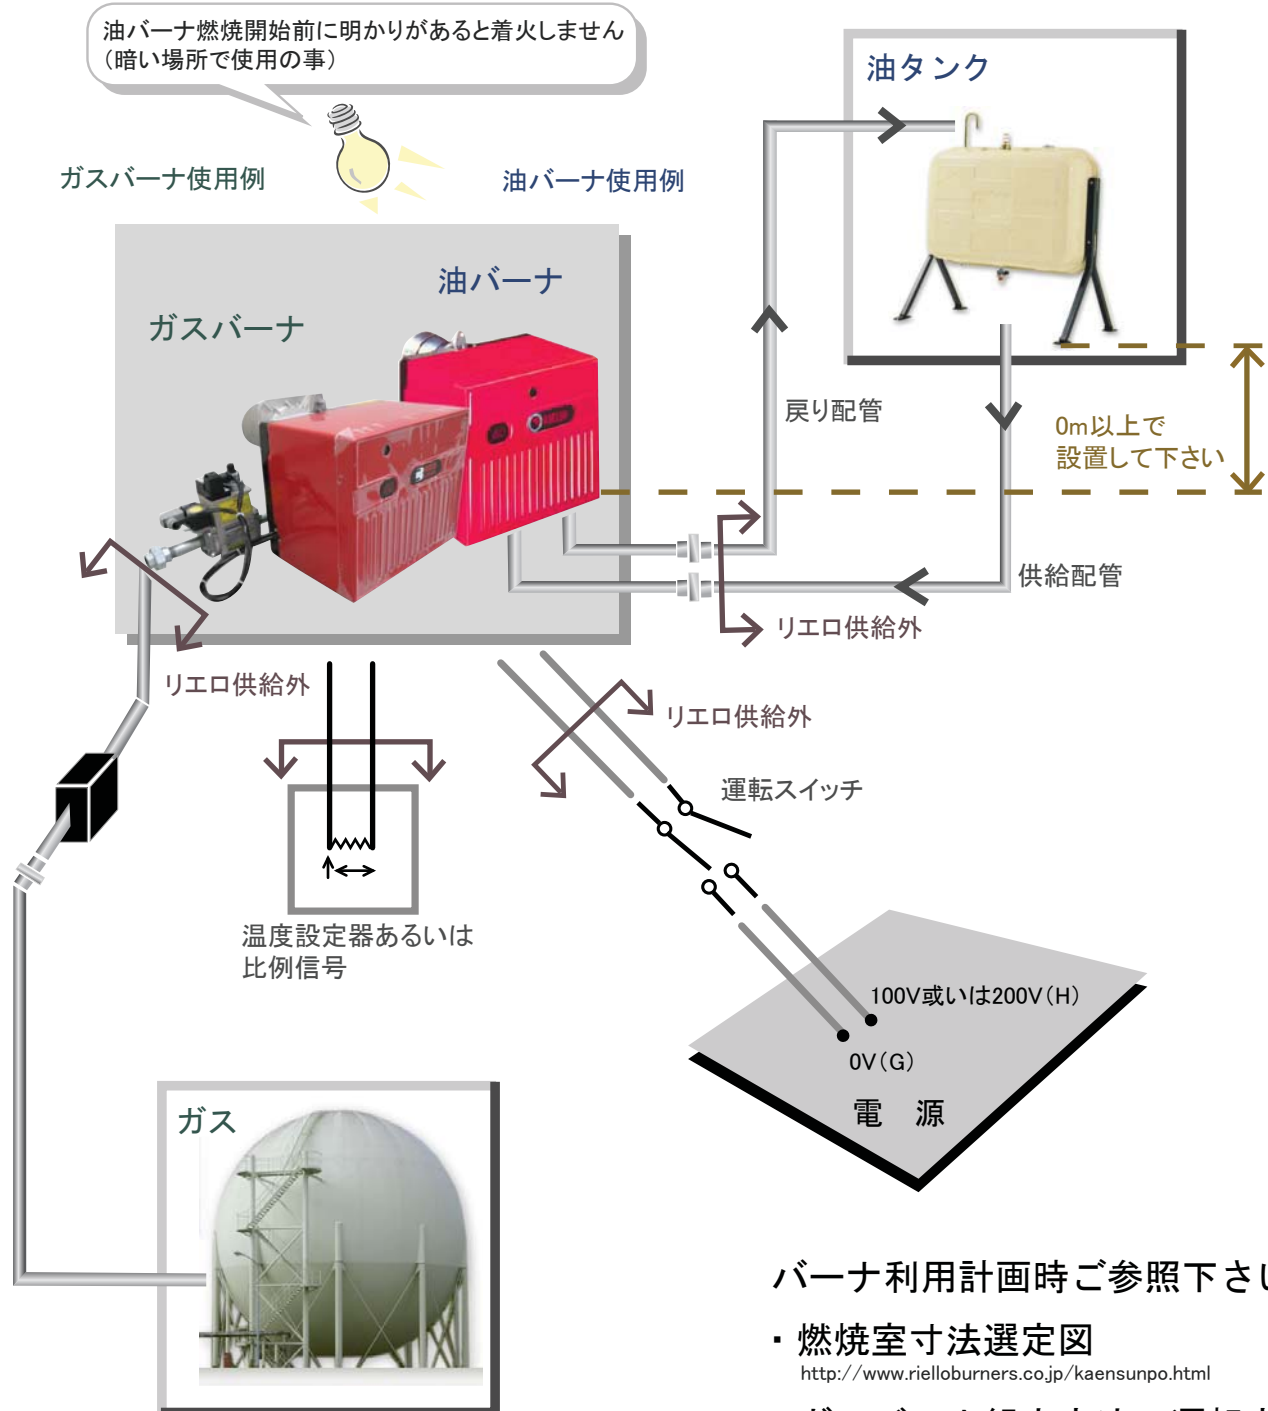 油バーナ燃焼開始前に明かりがあると着火しません
（暗い場所で使用の事）
油タンク
ガスバーナ使用例
油バーナ使用例
油バーナ
ガスバーナ
戻り配管
0m以上で
設置して下さい
供給配管
リエロ供給外
リエロ供給外
リエロ供給外
運転スイッチ
温度設定器あるいは
比例信号
100V或いは200V（H）
0V（G）
電　源
ガス
バーナ利用計画時ご参照下さい
・燃焼室寸法選定図
http://www.rielloburners.co.jp/kaensunpo.html